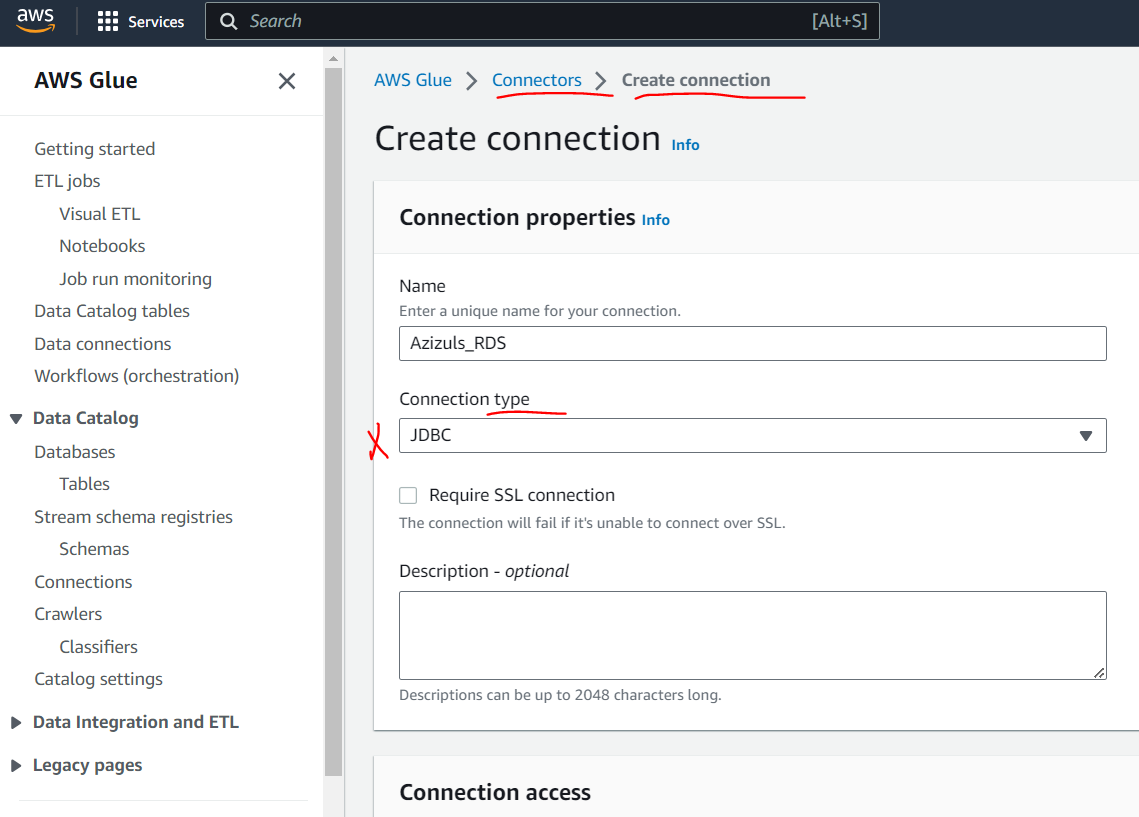 aws
Services
Search
[Alt+S]
AWS Glue
Getting started
ETL jobs
Visual ETL
Notebooks
Job run monitoring
Data Catalog tables
Data connections
Workflows (orchestration)
Data Catalog
Databases
Tables
Stream schema registries
Schemas
Connections
Crawlers
Classifiers
Catalog settings
Data Integration and ETL
Legacy pages
AWS Glue > Connectors > Create connection
Create connection Info
Connection properties Info
Name
Enter a unique name for your connection.
Azizuls_RDS
Connection type
JDBC
Require SSL connection
The connection will fail if it's unable to connect over SSL.
Description - optional
Descriptions can be up to 2048 characters long.
Connection access